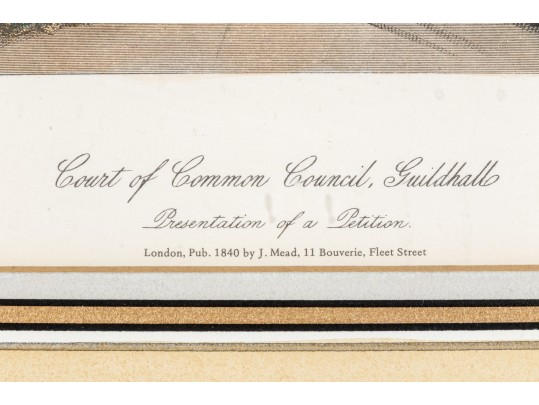 Court of Common Council, Guildhall
Presentation of a Petition.
London, Pub. 1840 by J. Mead, 11 Bouverie, Fleet Street